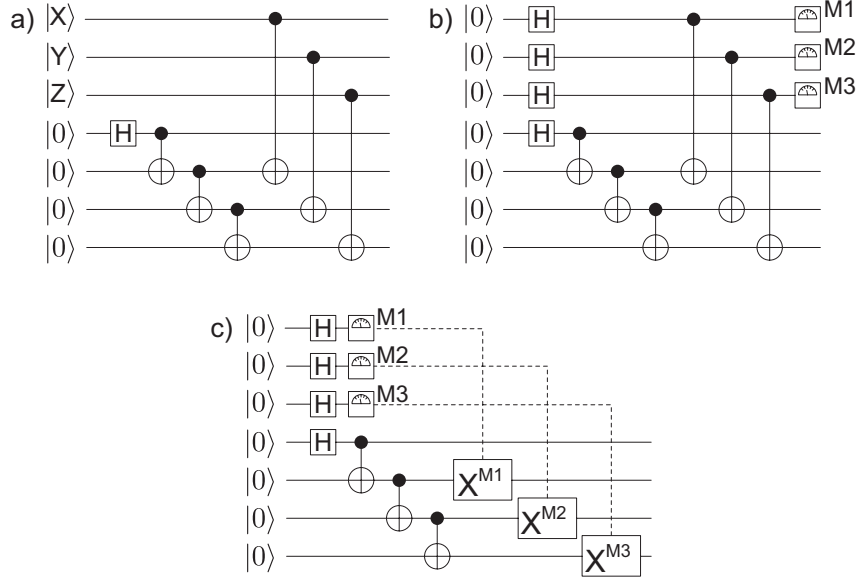 a) |X⟩ b) |0⟩ H M1
|Y⟩ |0⟩ H M2
|Z⟩ |0⟩ H M3
|0⟩ H |0⟩ H
|0⟩ |0⟩
|0⟩ |0⟩
|0⟩ |0⟩
c) |0⟩ H M1
|0⟩ H M2
|0⟩ H M3
|0⟩ H
|0⟩ X^M1
|0⟩ X^M2
|0⟩ X^M3